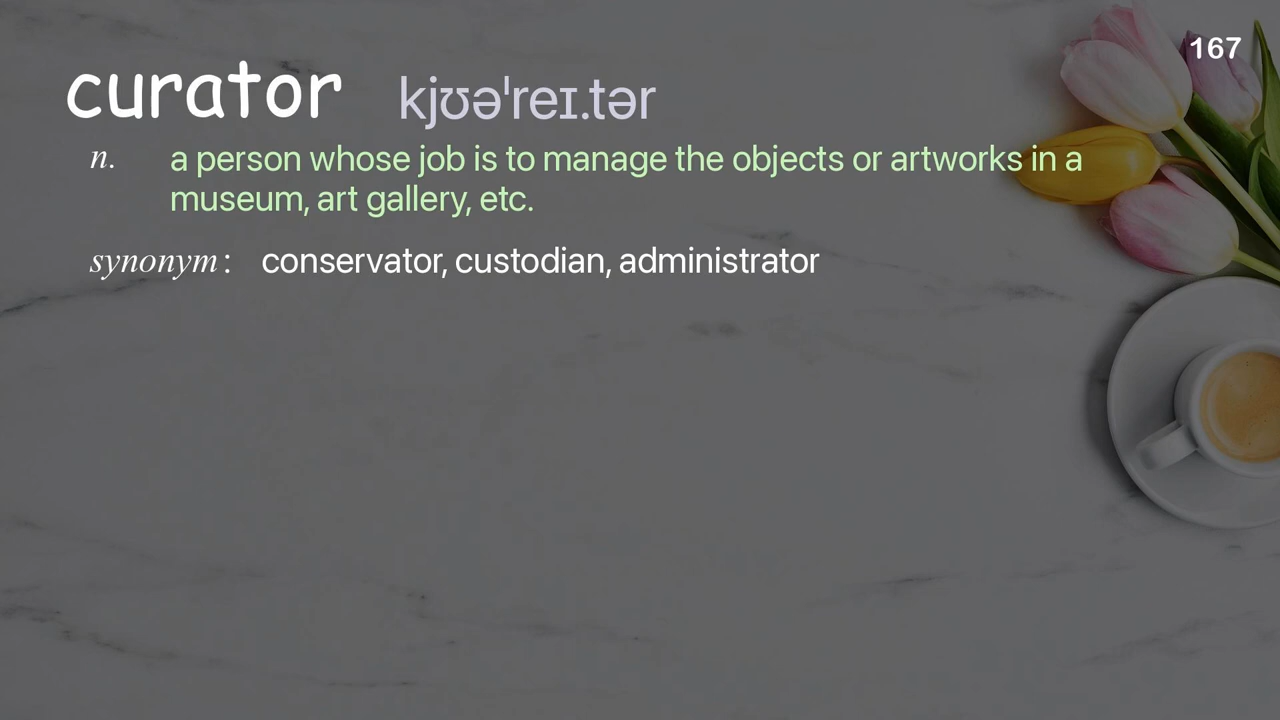 167
curator kjʊəˈreɪ.tər
n. a person whose job is to manage the objects or artworks in a
museum, art gallery, etc.
synonym: conservator, custodian, administrator